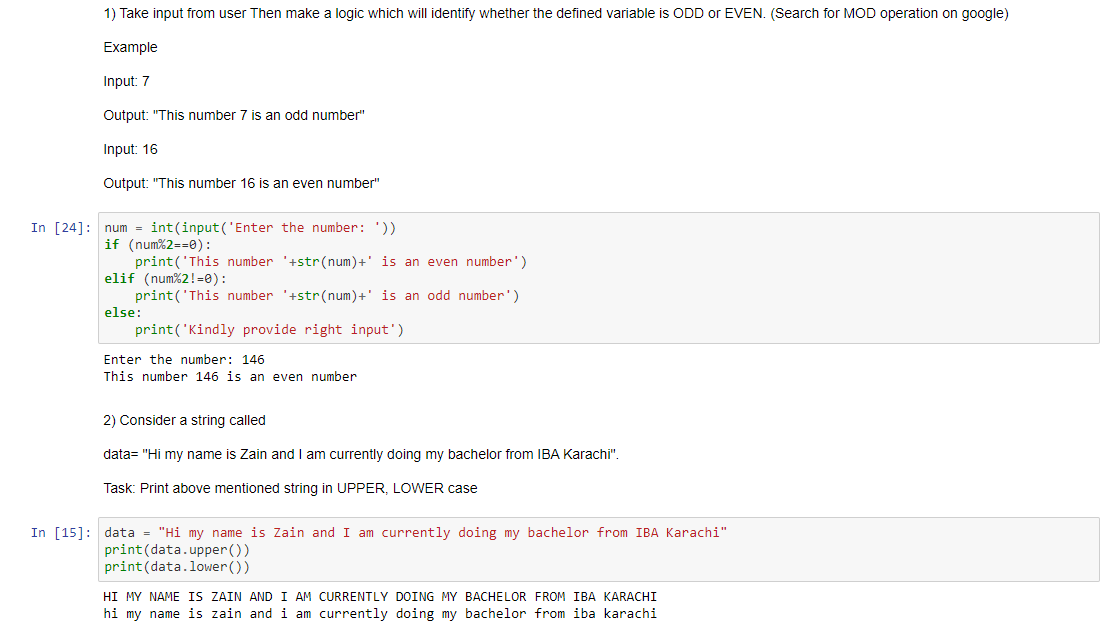 1) Take input from user Then make a logic which will identify whether the defined variable is ODD or EVEN. (Search for MOD operation on google)
Example
Input: 7
Output: "This number 7 is an odd number"
Input: 16
Output: "This number 16 is an even number"
In [24]: num = int(input('Enter the number: '))
if (num%2==0):
    print('This number '+str(num)+' is an even number')
elif (num%2!=0):
    print('This number '+str(num)+' is an odd number')
else:
    print('Kindly provide right input')
Enter the number: 146
This number 146 is an even number
2) Consider a string called
data= "Hi my name is Zain and I am currently doing my bachelor from IBA Karachi".
Task: Print above mentioned string in UPPER, LOWER case
In [15]: data = "Hi my name is Zain and I am currently doing my bachelor from IBA Karachi"
print(data.upper())
print(data.lower())
HI MY NAME IS ZAIN AND I AM CURRENTLY DOING MY BACHELOR FROM IBA KARACHI
hi my name is zain and i am currently doing my bachelor from iba karachi